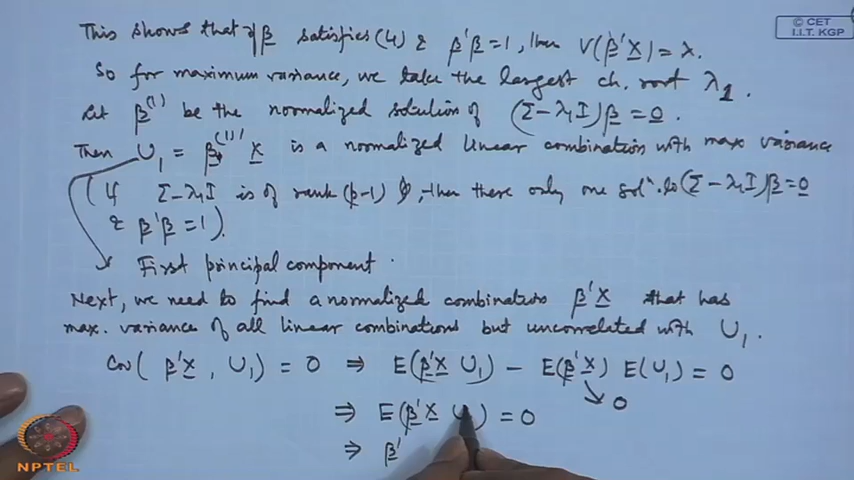 © CET
I.I.T. KGP
This shows that if β satisfies (4) & β'β = 1, then V(β'X) = λ.
So for maximum variance, we take the largest ch. root λ₁.
Let β⁽¹⁾ be the normalized solution of (Σ - λ₁I)β = 0.
Then U₁ = β⁽¹⁾' X is a normalized linear combination with max variance
(If Σ - λ₁I is of rank (p-1), then there only one solⁿ. to (Σ - λ₁I)β = 0
& β'β = 1).
First principal component.
Next, we need to find a normalized combination β'X that has
max. variance of all linear combinations but uncorrelated with U₁.
Cov(β'X, U₁) = 0 ⇒ E(β'X U₁) - E(β'X) E(U₁) = 0
0
⇒ E(β'X U₁) = 0
⇒ β'
NPTEL